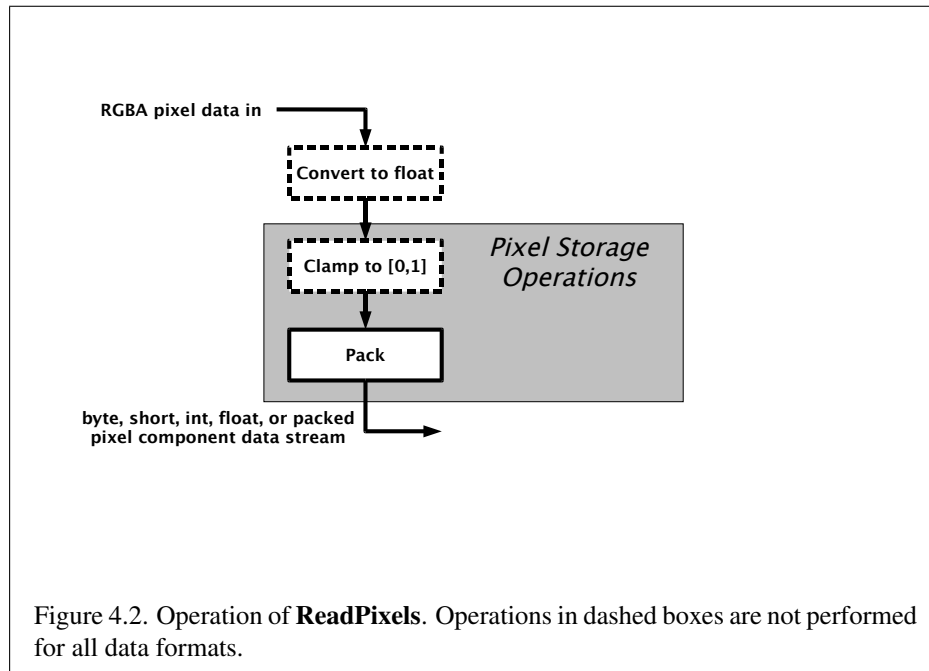 RGBA pixel data in
Convert to float
Pixel Storage
Operations
Clamp to [0,1]
Pack
byte, short, int, float, or packed
pixel component data stream
Figure 4.2. Operation of ReadPixels. Operations in dashed boxes are not performed
for all data formats.